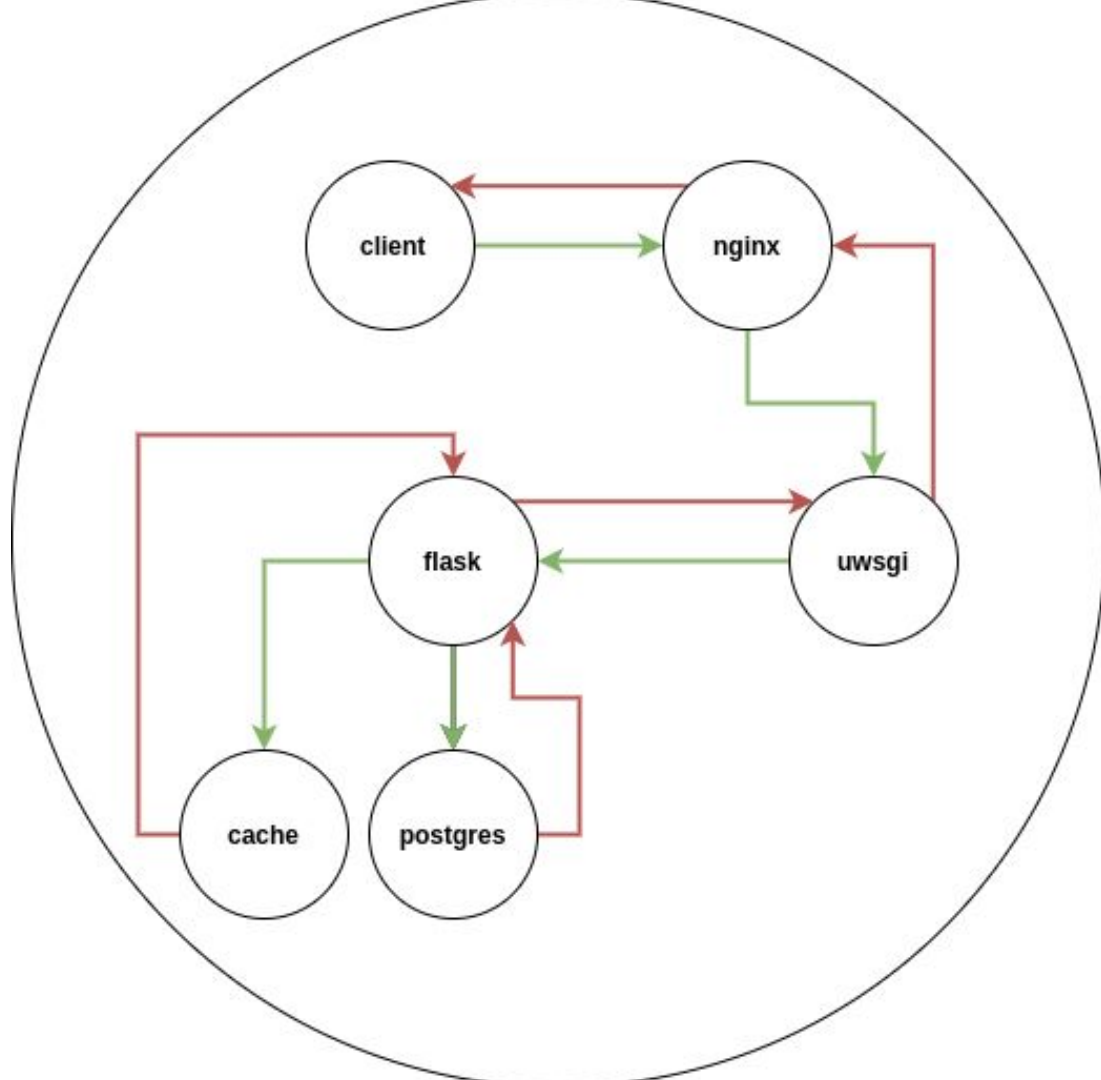 client
nginx
flask
uwsgi
cache
postgres